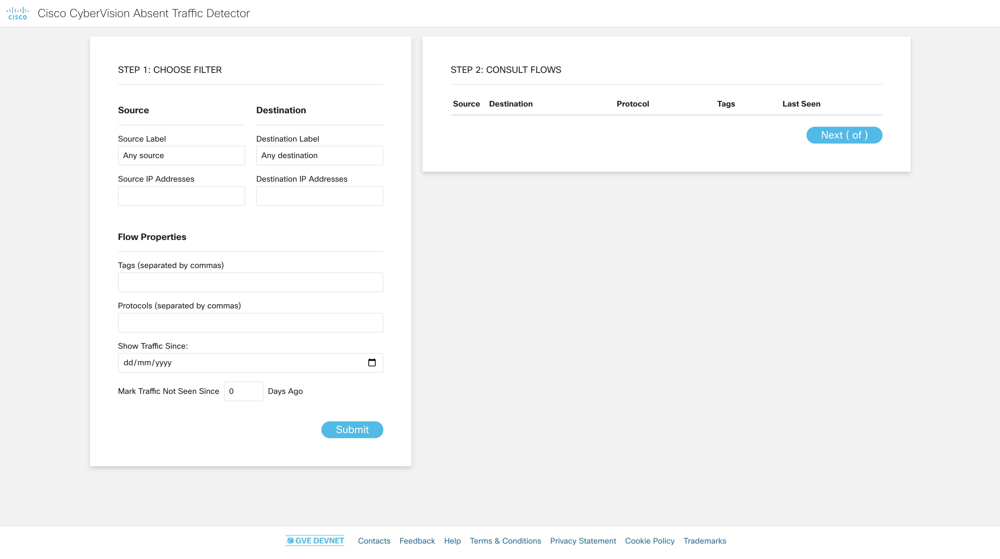 CISCO Cisco CyberVision Absent Traffic Detector
STEP 1: CHOOSE FILTER
Source Destination
Source Label Destination Label
Any source Any destination
Source IP Addresses Destination IP Addresses
Flow Properties
Tags (separated by commas)
Protocols (separated by commas)
Show Traffic Since:
dd/mm/yyyy
Mark Traffic Not Seen Since 0 Days Ago
Submit
STEP 2: CONSULT FLOWS
Source Destination Protocol Tags Last Seen
Next ( of )
GVE DEVNET Contacts Feedback Help Terms & Conditions Privacy Statement Cookie Policy Trademarks